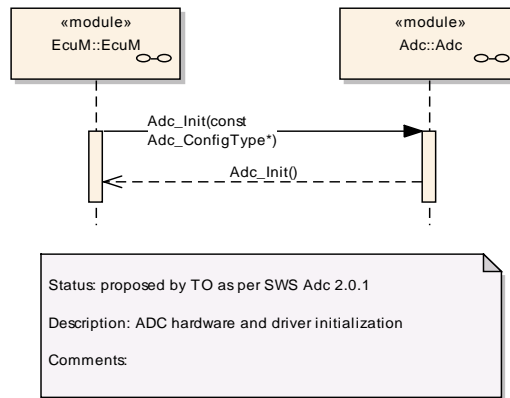 «module»
EcuM::EcuM
«module»
Adc::Adc
Adc_Init(const
Adc_ConfigType*)
Adc_Init()
Status: proposed by TO as per SWS Adc 2.0.1
Description: ADC hardware and driver initialization
Comments: